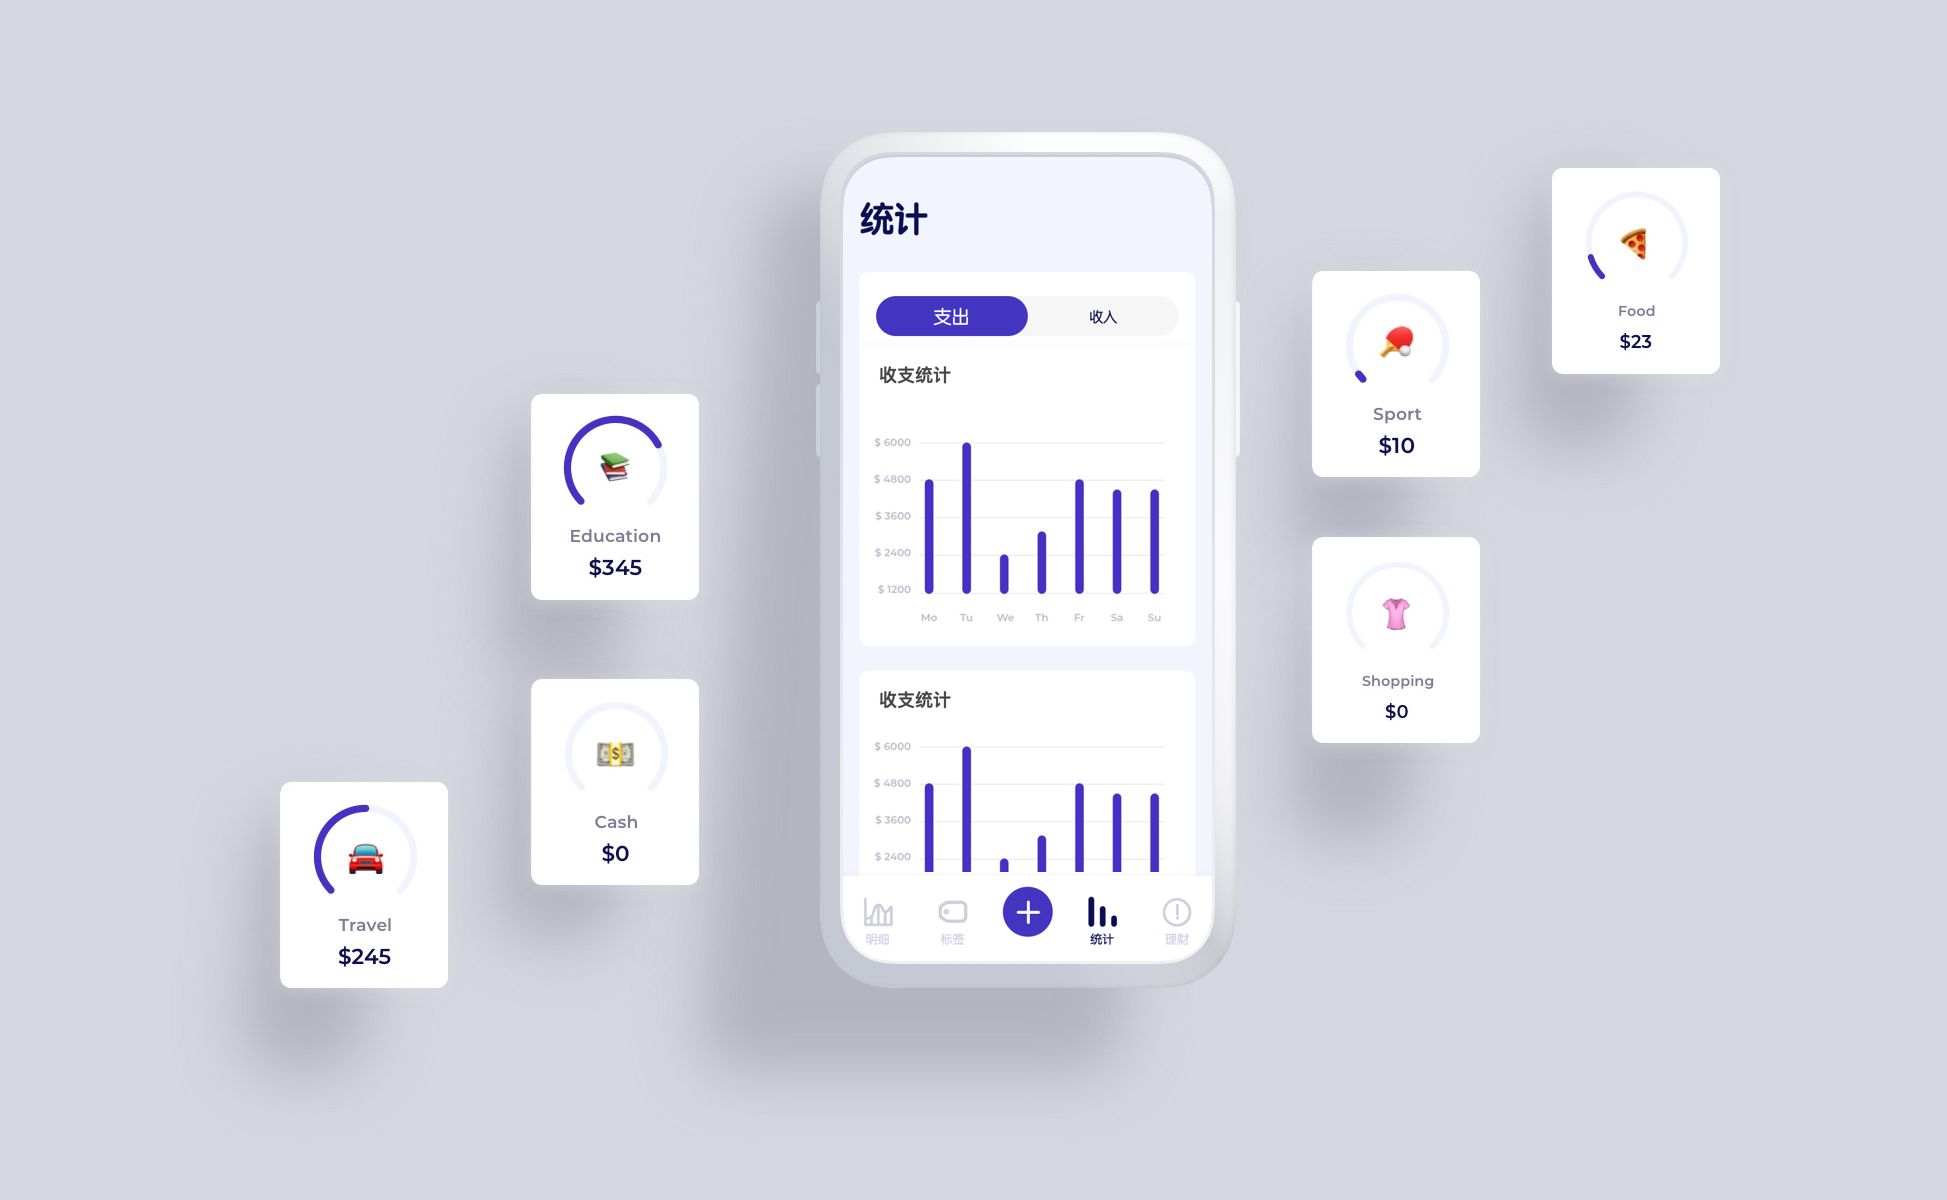 统计
支出
收入
收支统计
$ 6000
$ 4800
$ 3600
$ 2400
$ 1200
Mo Tu We Th Fr Sa Su
收支统计
$ 6000
$ 4800
$ 3600
$ 2400
明细 标签 统计 理财
Education
$345
Cash
$0
Travel
$245
Sport
$10
Food
$23
Shopping
$0